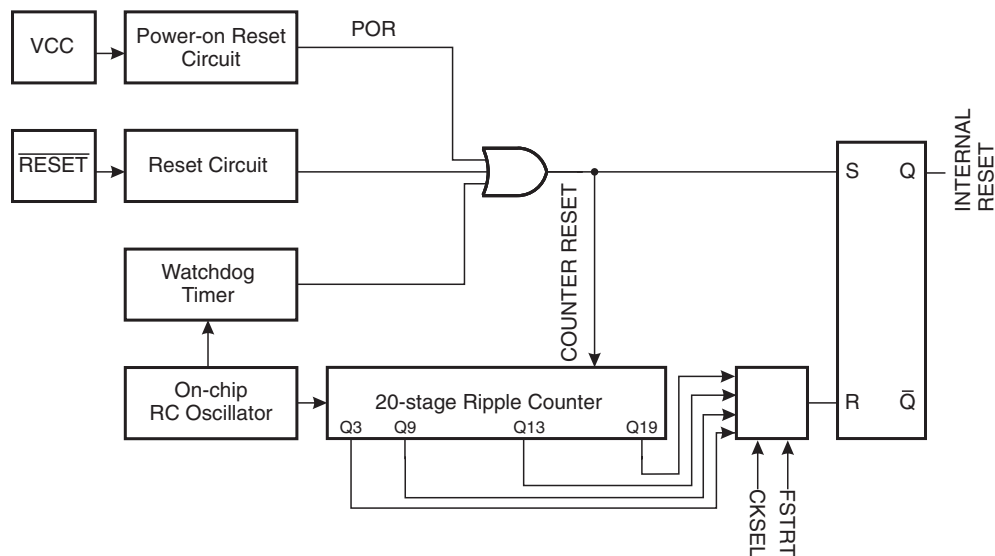 VCC
Power-on Reset
Circuit
POR
RESET
Reset Circuit
Watchdog
Timer
On-chip
RC Oscillator
COUNTER RESET
20-stage Ripple Counter
Q3
Q9
Q13
Q19
CKSEL
FSTRT
S
Q
R
Q̅
INTERNAL
RESET